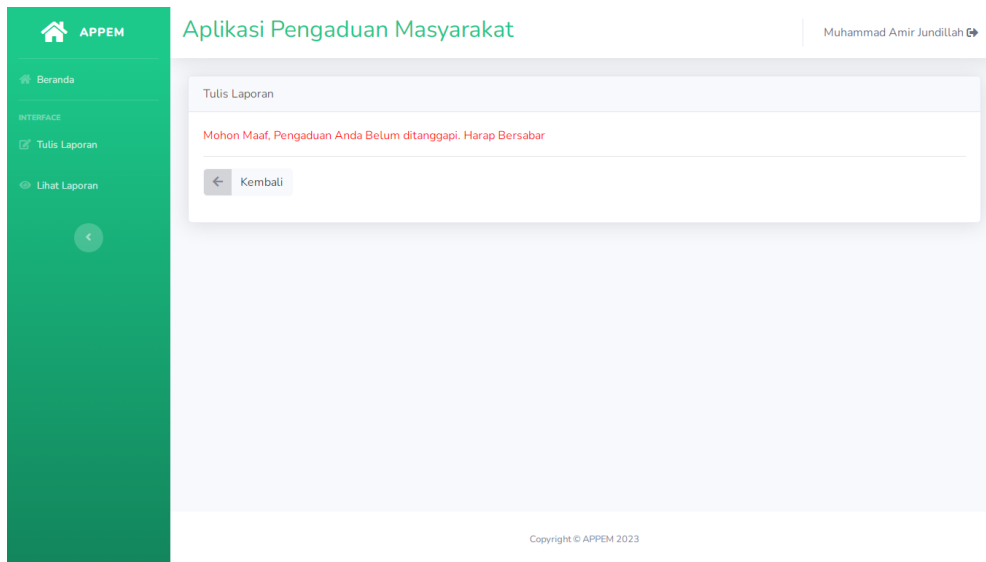 APPEM
Aplikasi Pengaduan Masyarakat
Muhammad Amir Jundillah
Beranda
INTERFACE
Tulis Laporan
Lihat Laporan
Tulis Laporan
Mohon Maaf, Pengaduan Anda Belum ditanggapi. Harap Bersabar
Kembali
Copyright © APPEM 2023